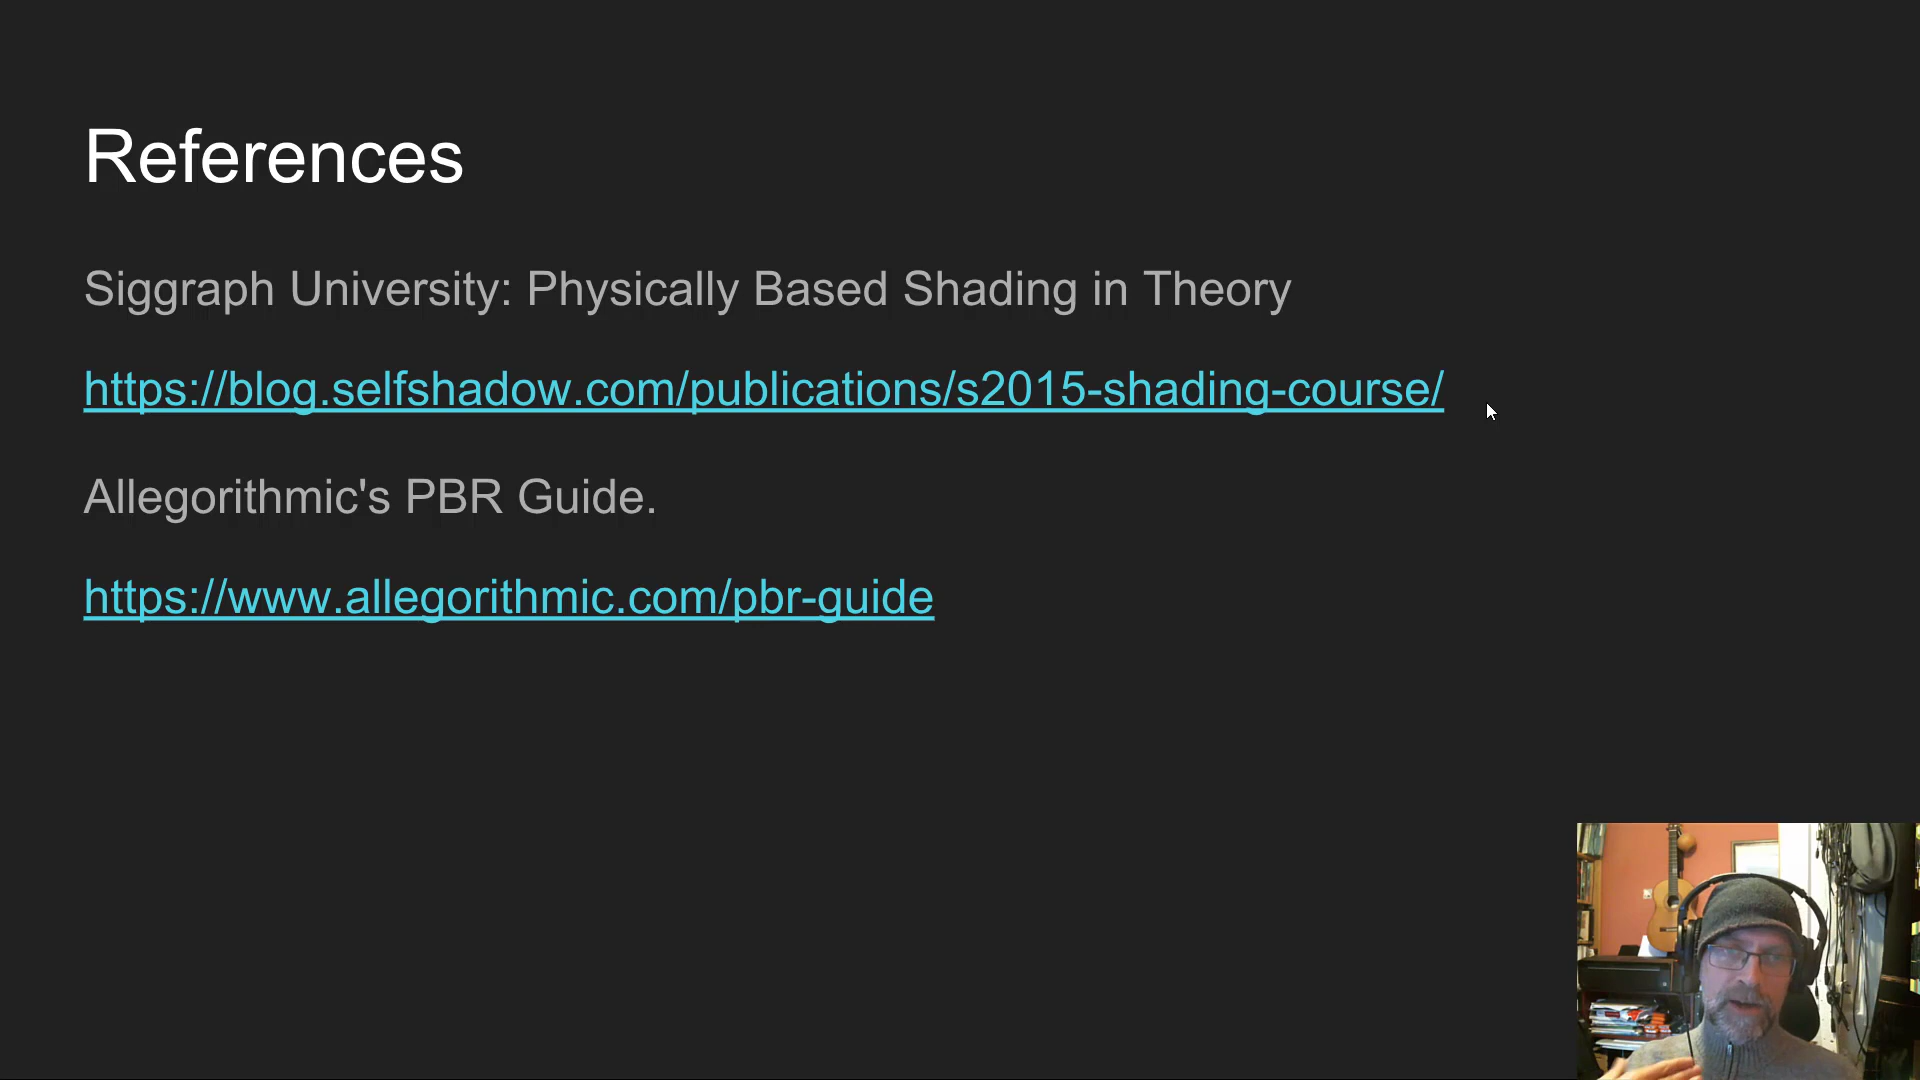 References
Siggraph University: Physically Based Shading in Theory
https://blog.selfshadow.com/publications/s2015-shading-course/
Allegorithmic's PBR Guide.
https://www.allegorithmic.com/pbr-guide